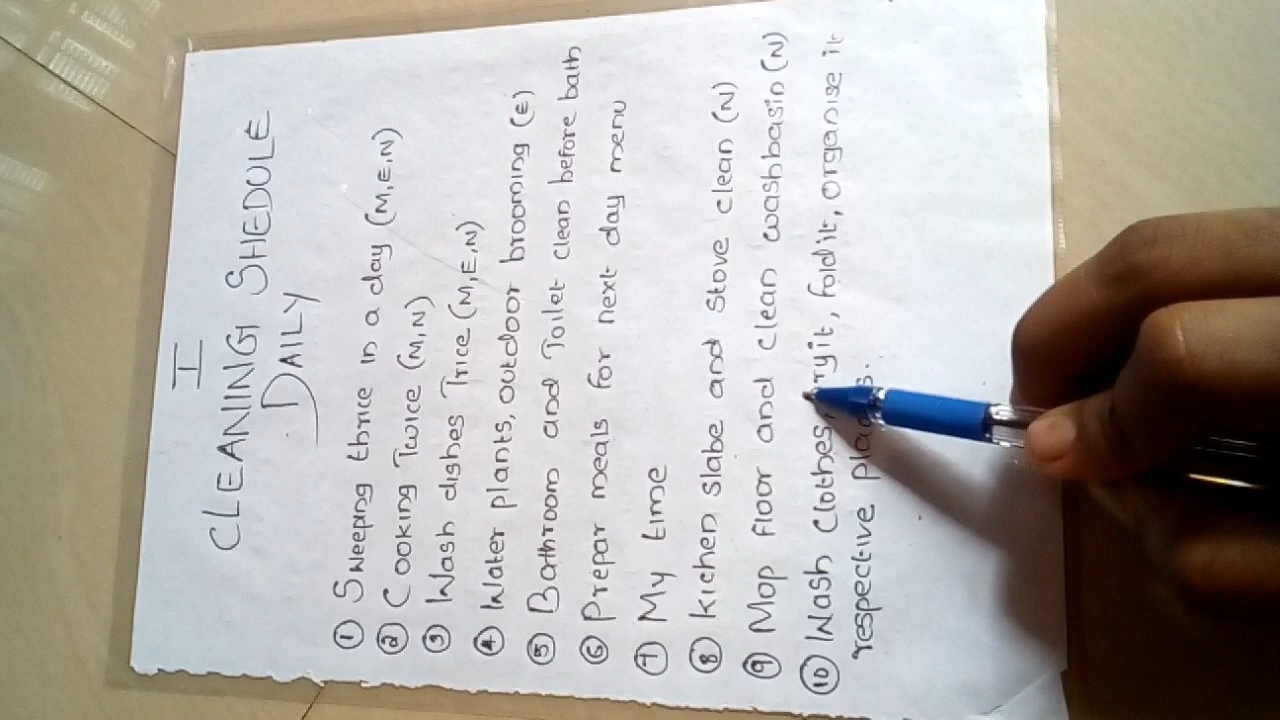 I
CLEANING SHEDULE
DAILY
① Sweeping thrice in a day (M,E,N)
② Cooking Twice (M,N)
③ Wash dishes Trice (M,E,N)
④ Water plants, outdoor brooming (E)
⑤ Bathroom and Toilet clean before bath
⑥ Prepar meals for next day menu
⑦ My time
⑧ kichen slabe and stove clean (N)
⑨ Mop floor and clean washbasin (N)
⑩ Wash Clothes, it, fold it, organise it
respective